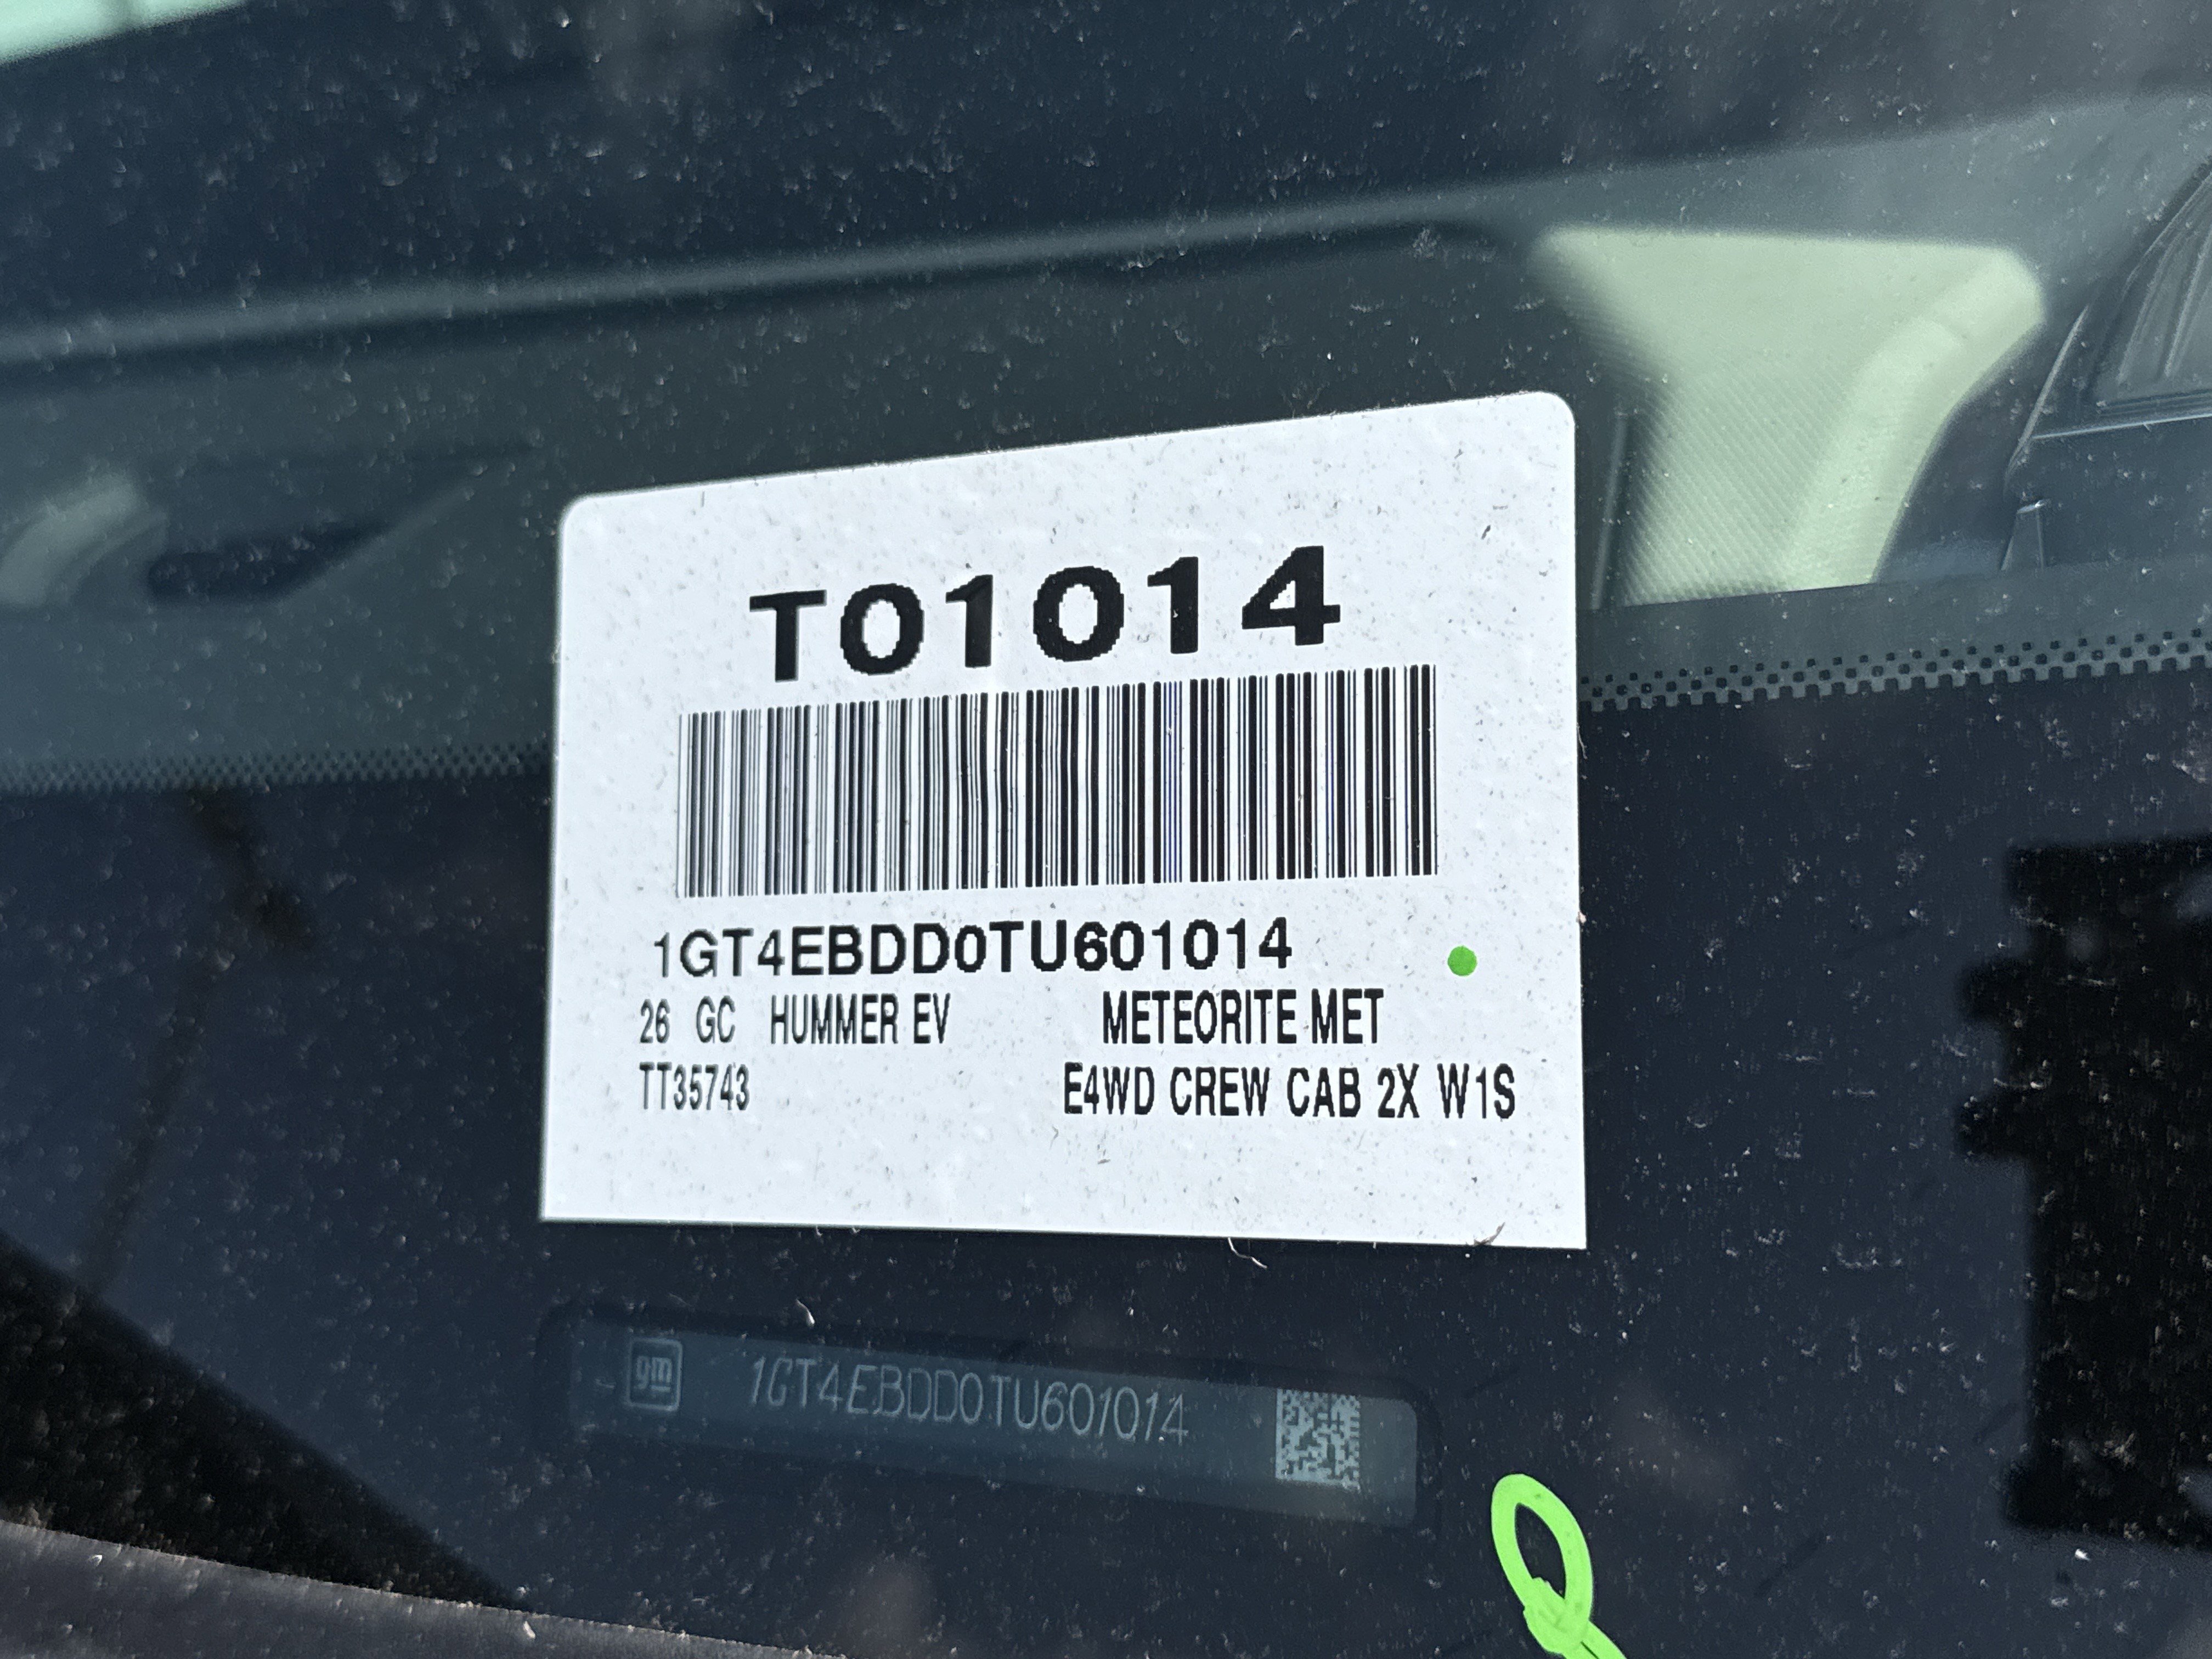 T01014
1GT4EBDD0TU601014
26 GC HUMMER EV METEORITE MET
TT35743 E4WD CREW CAB 2X W1S
gm 1GT4EBDD0TU601014